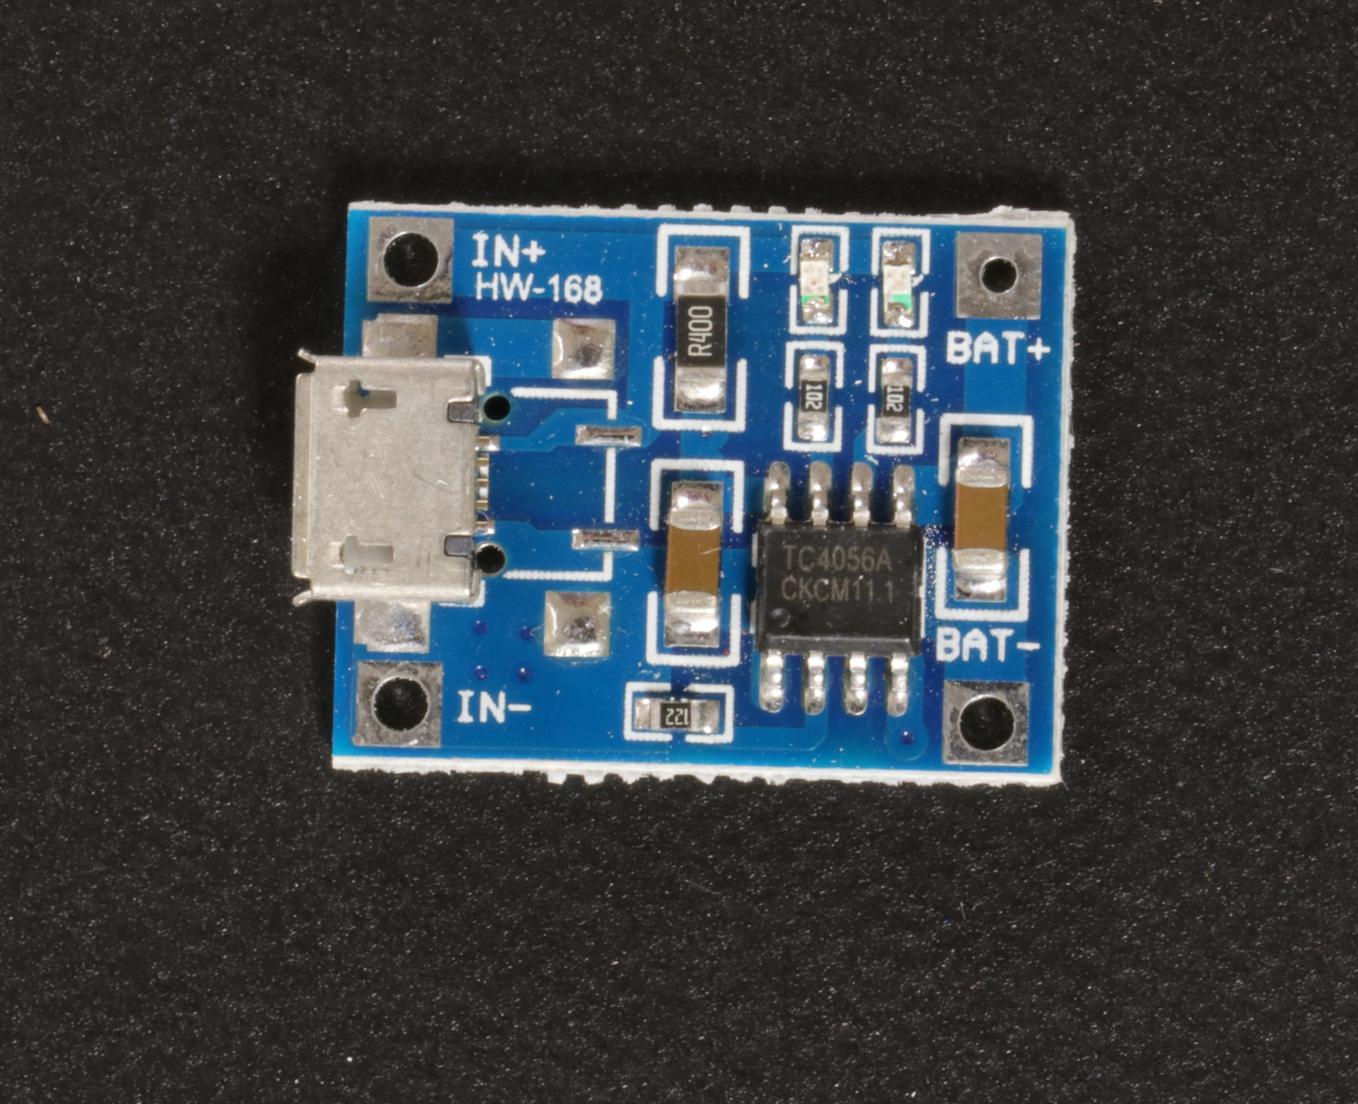 IN+
HW-168
R400
102
102
BAT+
TC4056A
CKCM11.1
BAT-
IN-
122